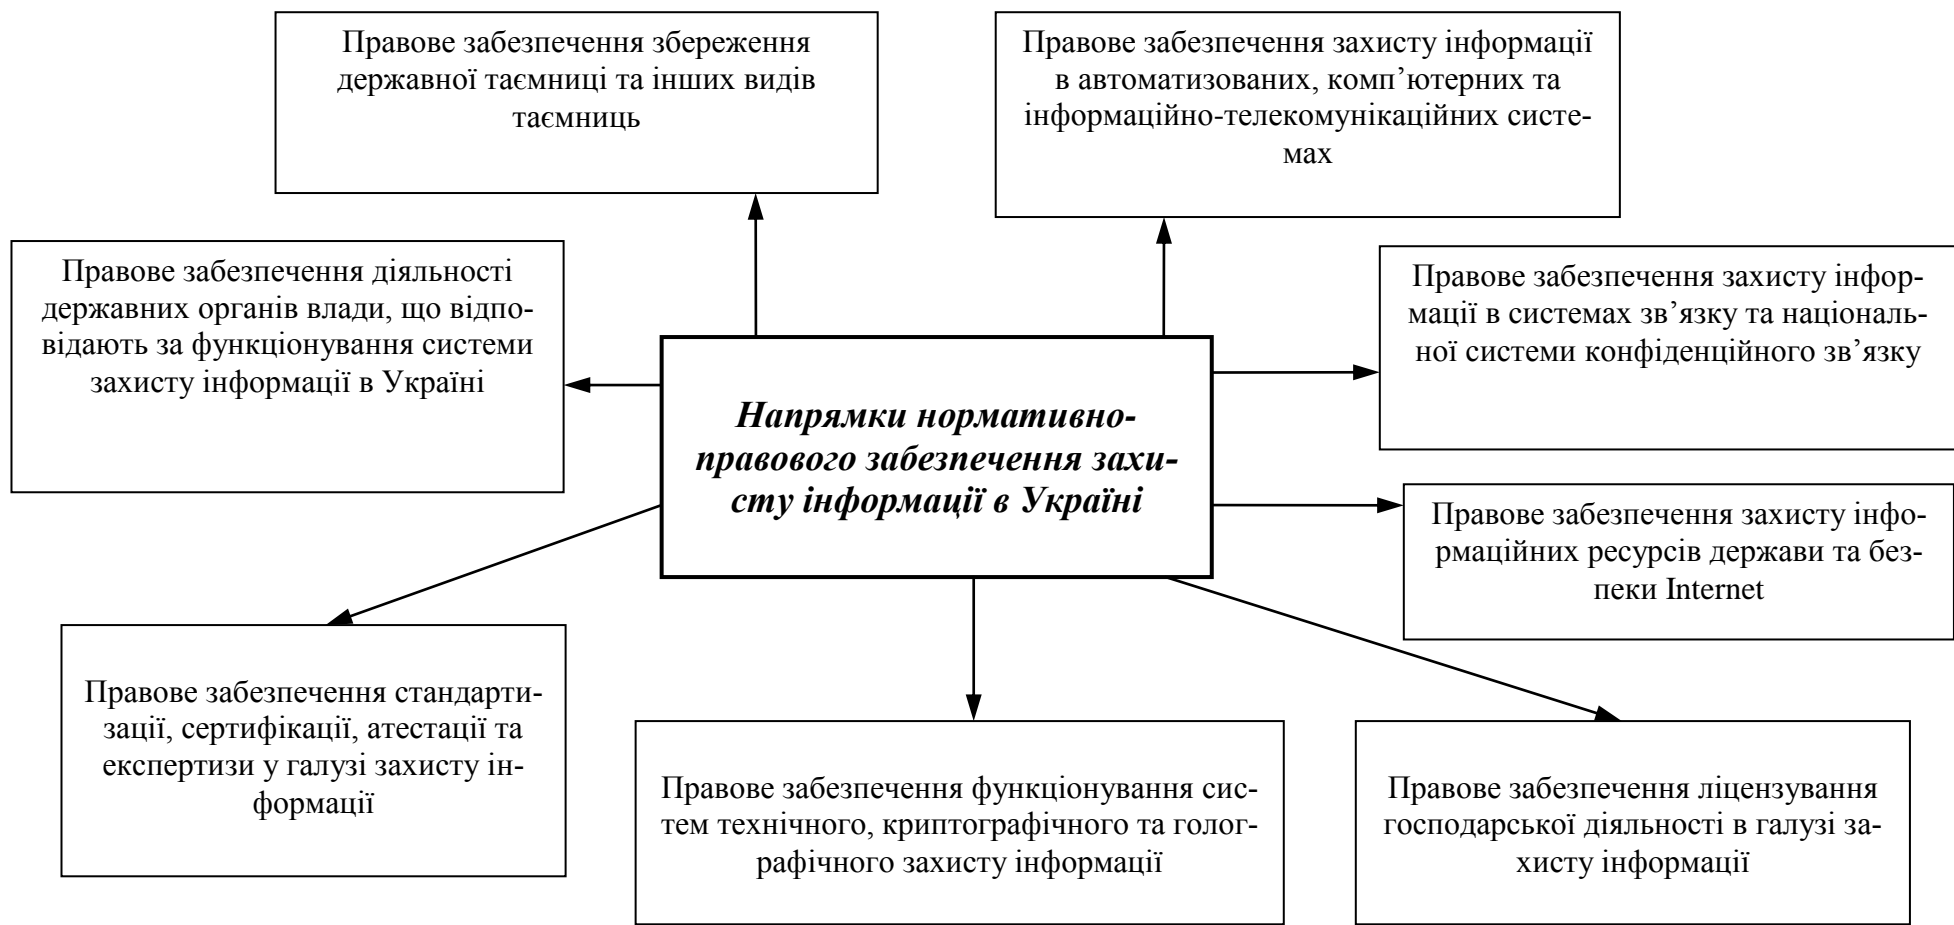 Правове забезпечення збереження
державної таємниці та інших видів
таємниць
Правове забезпечення захисту інформації
в автоматизованих, комп’ютерних та
інформаційно-телекомунікаційних систе-
мах
Правове забезпечення діяльності
державних органів влади, що відпо-
відають за функціонування системи
захисту інформації в Україні
Правове забезпечення захисту інфор-
мації в системах зв’язку та національ-
ної системи конфіденційного зв’язку
Напрямки нормативно-
правового забезпечення захи-
сту інформації в Україні
Правове забезпечення захисту інфо-
рмаційних ресурсів держави та без-
пеки Internet
Правове забезпечення стандарти-
зації, сертифікації, атестації та
експертизи у галузі захисту ін-
формації
Правове забезпечення функціонування сис-
тем технічного, криптографічного та голог-
рафічного захисту інформації
Правове забезпечення ліцензування
господарської діяльності в галузі за-
хисту інформації